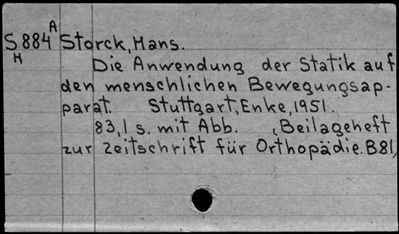 S 884 A Storck, Hans.
H
Die Anwendung der Statik auf
den menschlichen Bewegungsap-
parat. Stuttgart, Enke, 1951.
83,1 s. mit Abb. (Beilageheft
zur Zeitschrift für Orthopädie. B81,